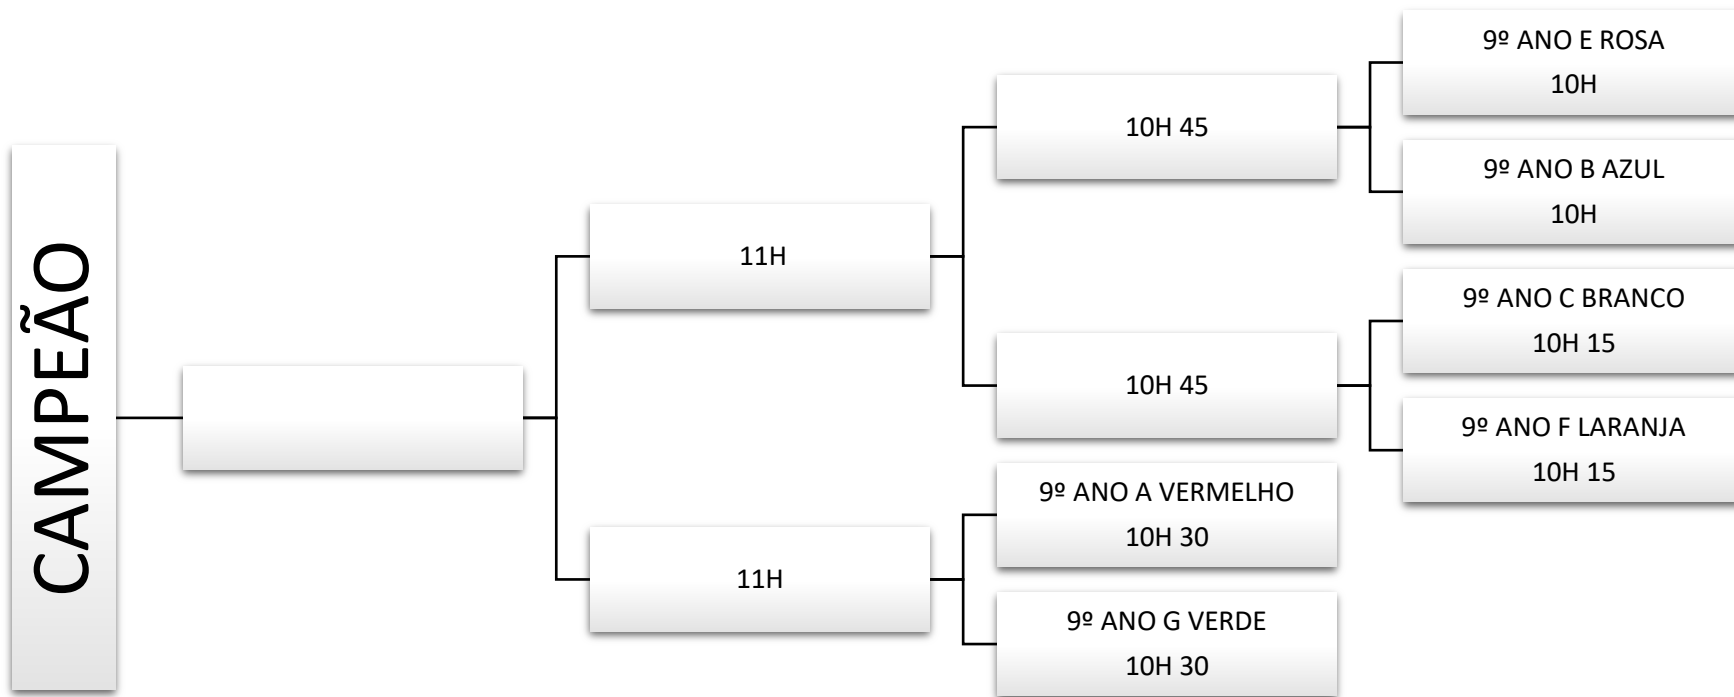 CAMPEÃO
11H
11H
10H 45
10H 45
9º ANO A VERMELHO
10H 30
9º ANO G VERDE
10H 30
9º ANO E ROSA
10H
9º ANO B AZUL
10H
9º ANO C BRANCO
10H 15
9º ANO F LARANJA
10H 15